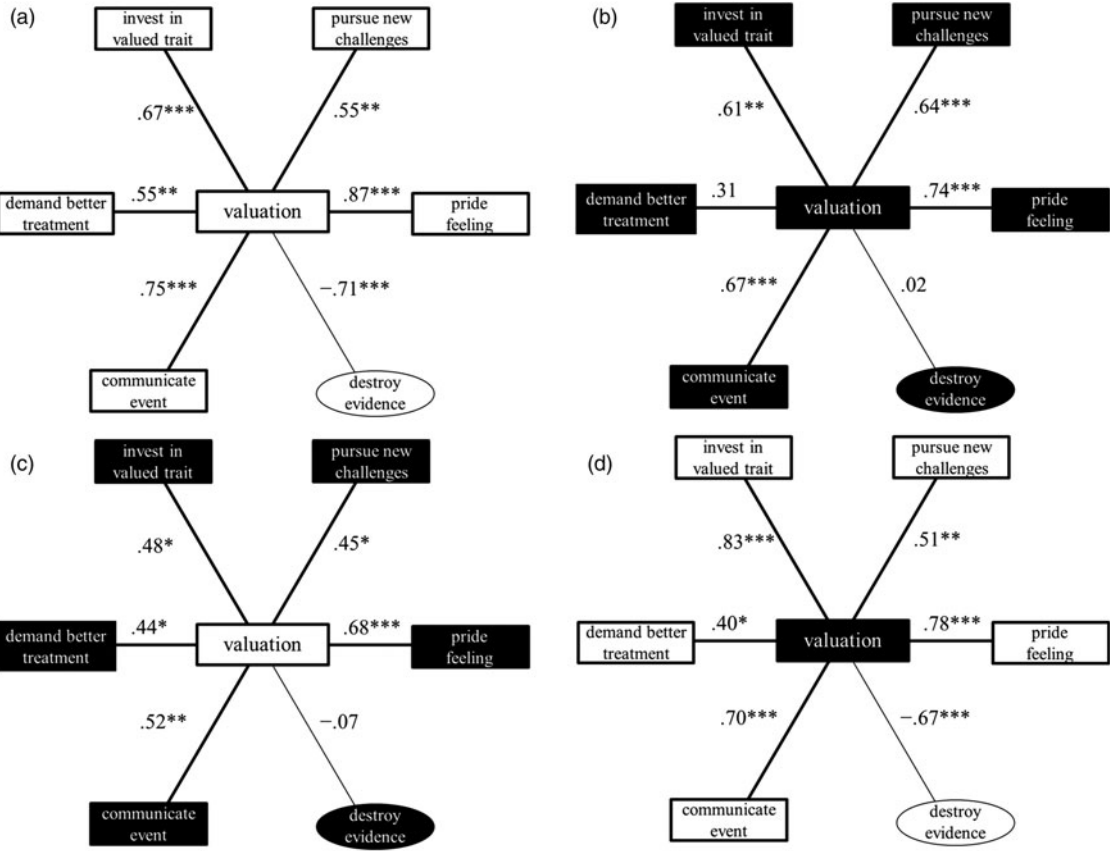 (a)
invest in
valued trait
pursue new
challenges
.67***
.55**
demand better
treatment
.55**
valuation
.87***
pride
feeling
.75***
−.71***
communicate
event
destroy
evidence
(b)
invest in
valued trait
pursue new
challenges
.61**
.64***
demand better
treatment
.31
valuation
.74***
pride
feeling
.67***
.02
communicate
event
destroy
evidence
(c)
invest in
valued trait
pursue new
challenges
.48*
.45*
demand better
treatment
.44*
valuation
.68***
pride
feeling
.52**
−.07
communicate
event
destroy
evidence
(d)
invest in
valued trait
pursue new
challenges
.83***
.51**
demand better
treatment
.40*
valuation
.78***
pride
feeling
.70***
−.67***
communicate
event
destroy
evidence